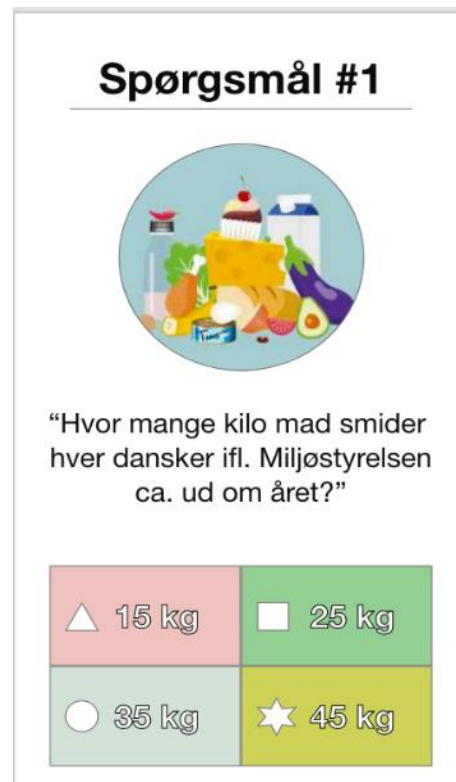 Spørgsmål #1
Tuna
“Hvor mange kilo mad smider
hver dansker ifl. Miljøstyrelsen
ca. ud om året?”
15 kg
25 kg
35 kg
45 kg